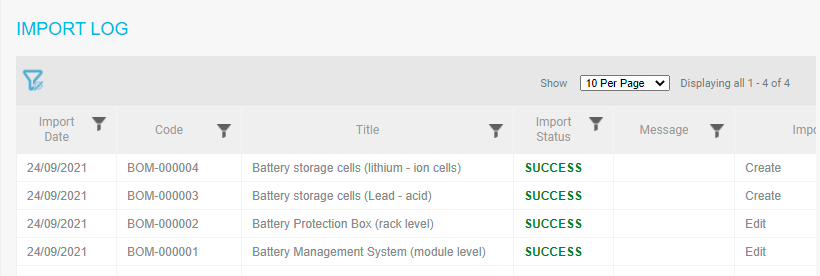 IMPORT LOG
Show 10 Per Page Displaying all 1 - 4 of 4
Import Date Code Title Import Status Message Impo
24/09/2021 BOM-000004 Battery storage cells (lithium - ion cells) SUCCESS Create
24/09/2021 BOM-000003 Battery storage cells (Lead - acid) SUCCESS Create
24/09/2021 BOM-000002 Battery Protection Box (rack level) SUCCESS Edit
24/09/2021 BOM-000001 Battery Management System (module level) SUCCESS Edit